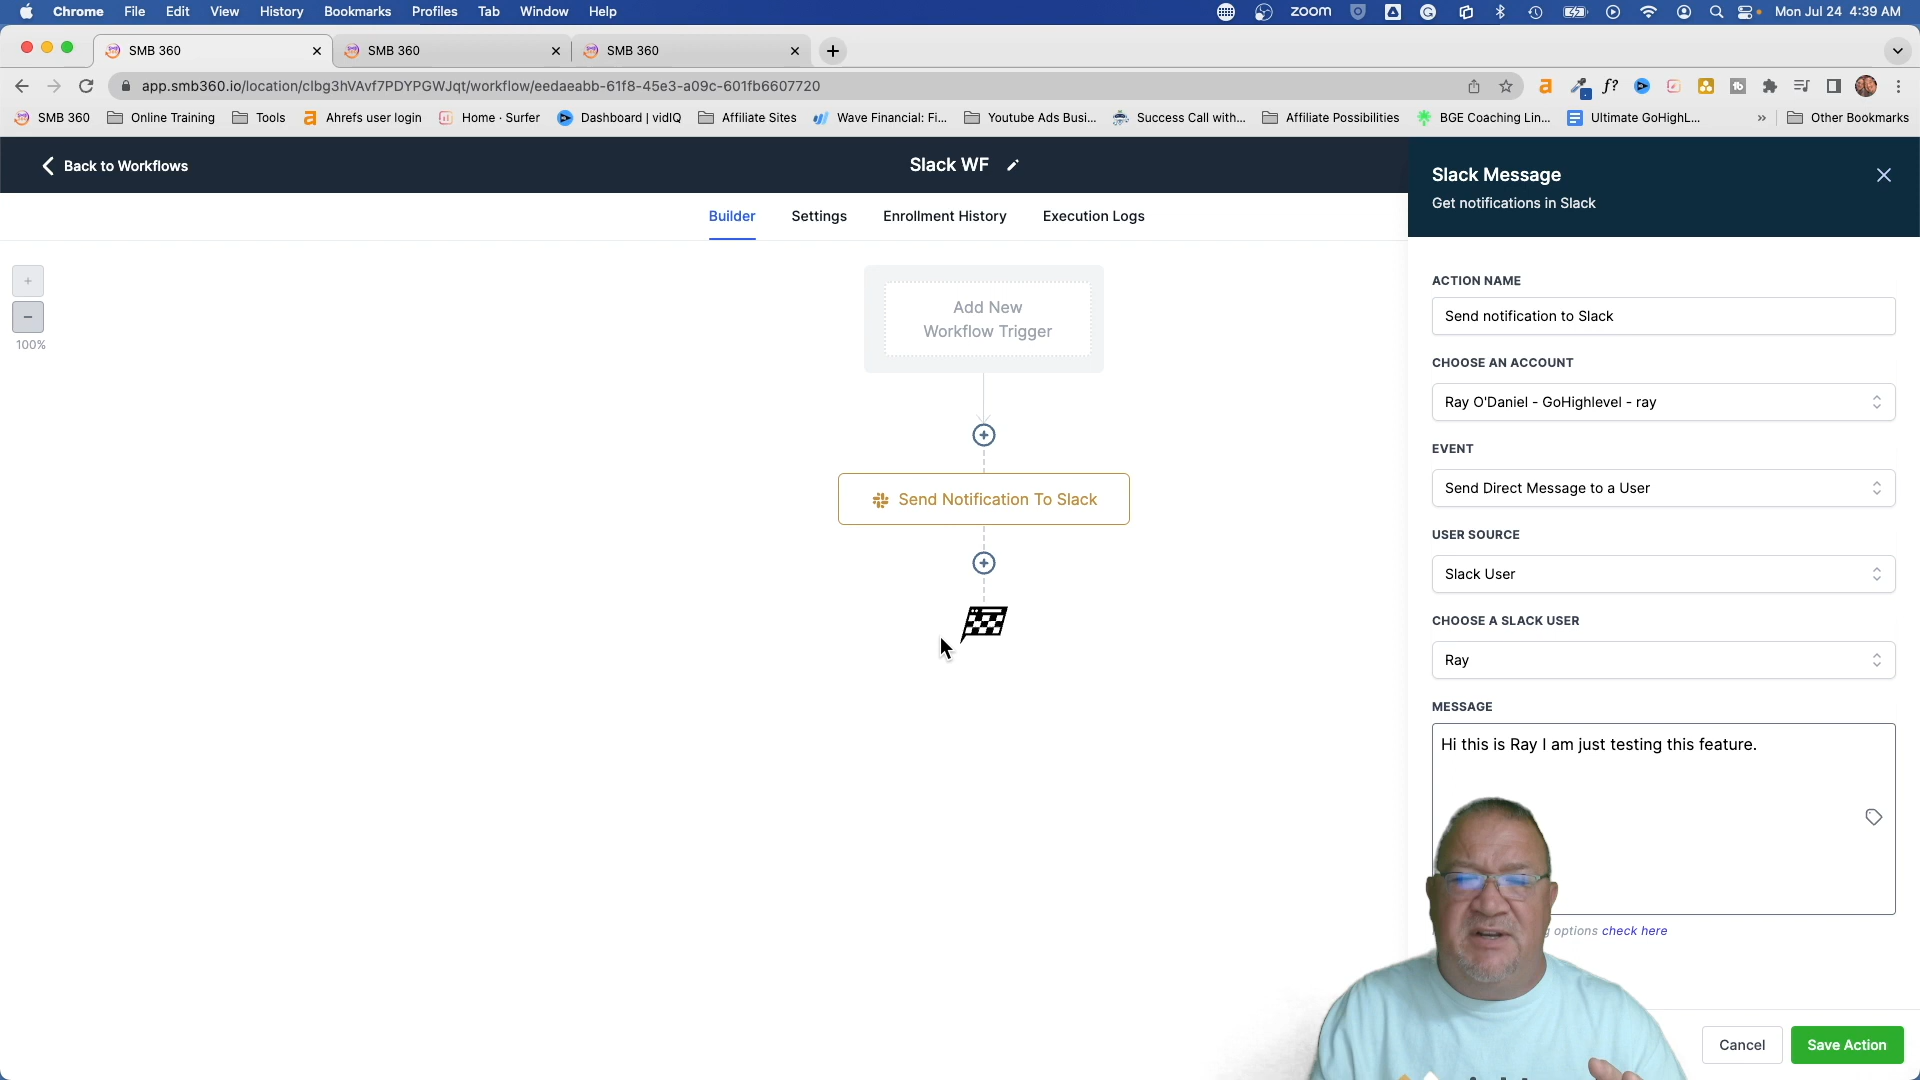 Chrome File Edit View History Bookmarks Profiles Tab Window Help zoom Mon Jul 24 4:39 AM
SMB 360 SMB 360 SMB 360
app.smb360.io/location/clbg3hVAvf7PDYPGWJqt/workflow/eedaeabb-61f8-45e3-a09c-601fb6607720
SMB 360 Online Training Tools Ahrefs user login Home · Surfer Dashboard | vidIQ Affiliate Sites Wave Financial: Fi... Youtube Ads Busi... Success Call with... Affiliate Possibilities BGE Coaching Lin... Ultimate GoHighL... » Other Bookmarks
Back to Workflows
Slack WF
Builder Settings Enrollment History Execution Logs
100%
Add New
Workflow Trigger
Send Notification To Slack
Slack Message
Get notifications in Slack
ACTION NAME
Send notification to Slack
CHOOSE AN ACCOUNT
Ray O'Daniel - GoHighlevel - ray
EVENT
Send Direct Message to a User
USER SOURCE
Slack User
CHOOSE A SLACK USER
Ray
MESSAGE
Hi this is Ray I am just testing this feature.
options check here
Cancel Save Action